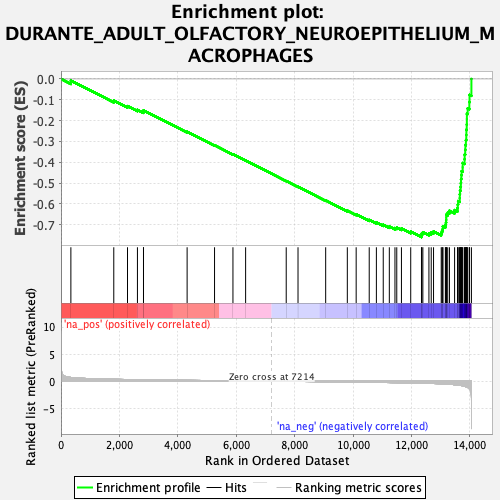 Enrichment plot:
DURANTE_ADULT_OLFACTORY_NEUROEPITHELIUM_M
ACROPHAGES
Enrichment score (ES)
0.0
-0.1
-0.2
-0.3
-0.4
-0.5
-0.6
-0.7
'na_pos' (positively correlated)
Ranked list metric (PreRanked)
10
5
0
-5
Zero cross at 7214
'na_neg' (negatively correlated)
0
2,000
4,000
6,000
8,000
10,000
12,000
14,000
Rank in Ordered Dataset
Enrichment profile
Hits
Ranking metric scores